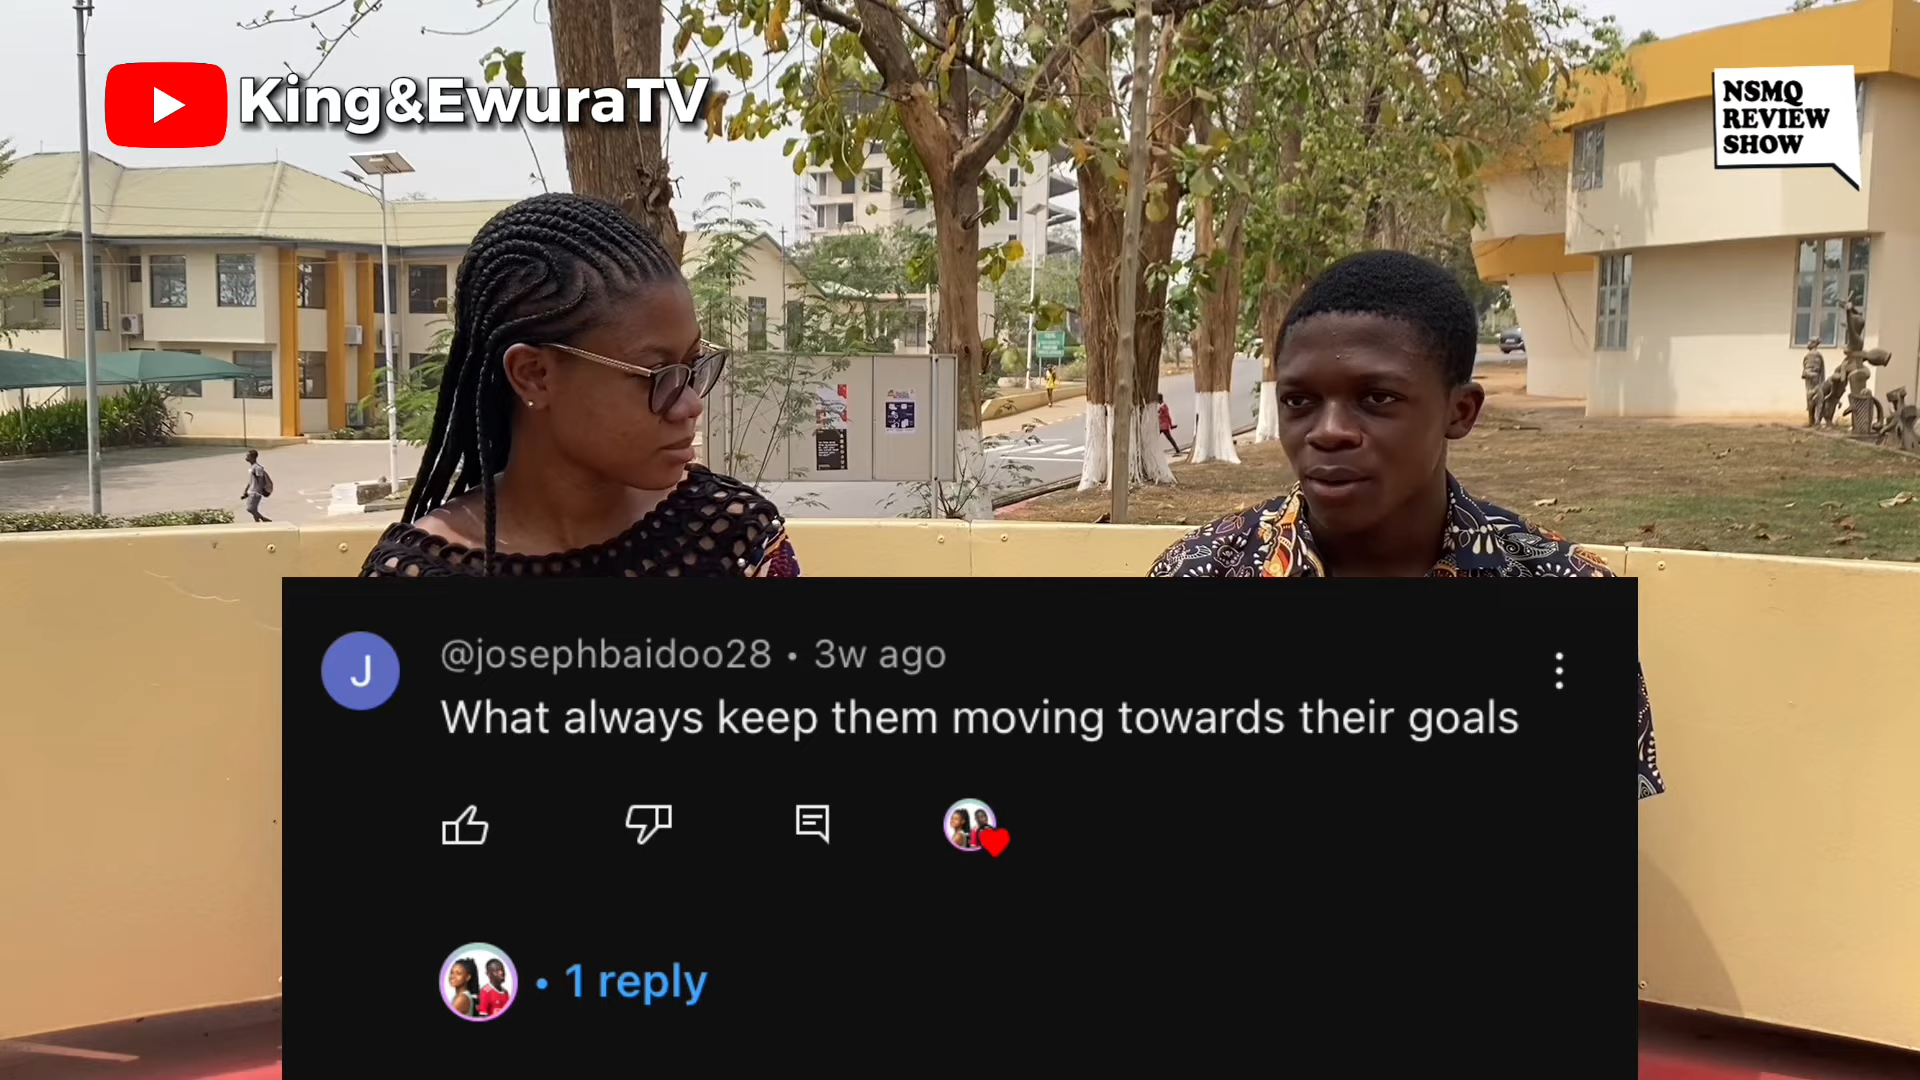 King&EwuraTV
NSMQ
REVIEW
SHOW
J
@josephbaidoo28 • 3w ago
What always keep them moving towards their goals
• 1 reply